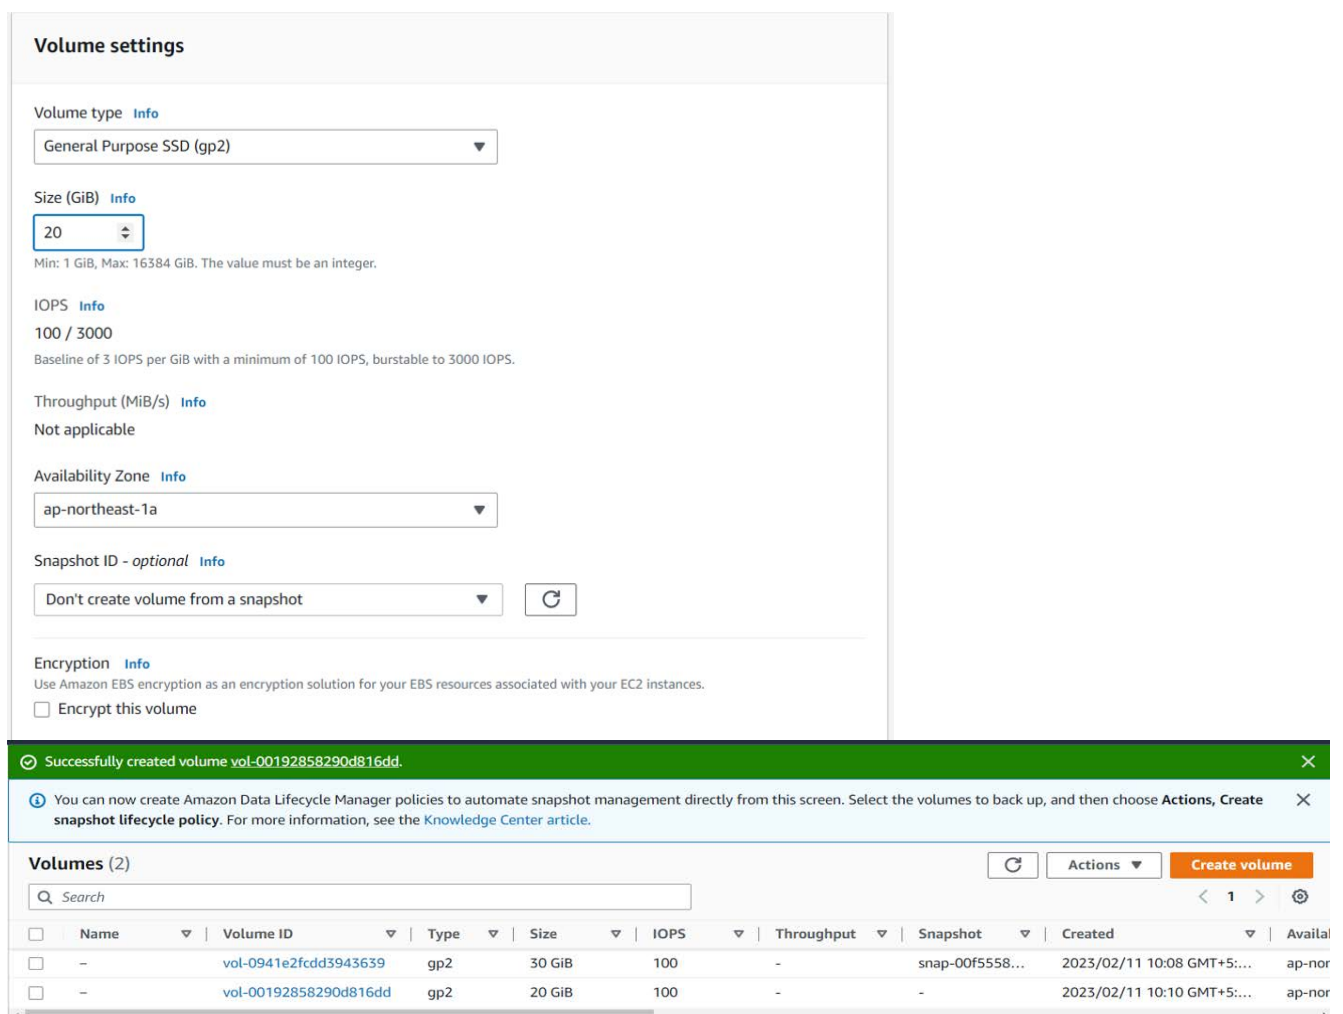 Volume settings
Volume type Info
General Purpose SSD (gp2)
Size (GiB) Info
20
Min: 1 GiB, Max: 16384 GiB. The value must be an integer.
IOPS Info
100 / 3000
Baseline of 3 IOPS per GiB with a minimum of 100 IOPS, burstable to 3000 IOPS.
Throughput (MiB/s) Info
Not applicable
Availability Zone Info
ap-northeast-1a
Snapshot ID - optional Info
Don't create volume from a snapshot
Encryption Info
Use Amazon EBS encryption as an encryption solution for your EBS resources associated with your EC2 instances.
Encrypt this volume
Successfully created volume vol-00192858290d816dd.
You can now create Amazon Data Lifecycle Manager policies to automate snapshot management directly from this screen. Select the volumes to back up, and then choose Actions, Create
snapshot lifecycle policy. For more information, see the Knowledge Center article.
Volumes (2) Actions Create volume
Search 1
Name Volume ID Type Size IOPS Throughput Snapshot Created Availal
– vol-0941e2fcdd3943639 gp2 30 GiB 100 - snap-00f5558... 2023/02/11 10:08 GMT+5:... ap-nor
– vol-00192858290d816dd gp2 20 GiB 100 - - 2023/02/11 10:10 GMT+5:... ap-nor